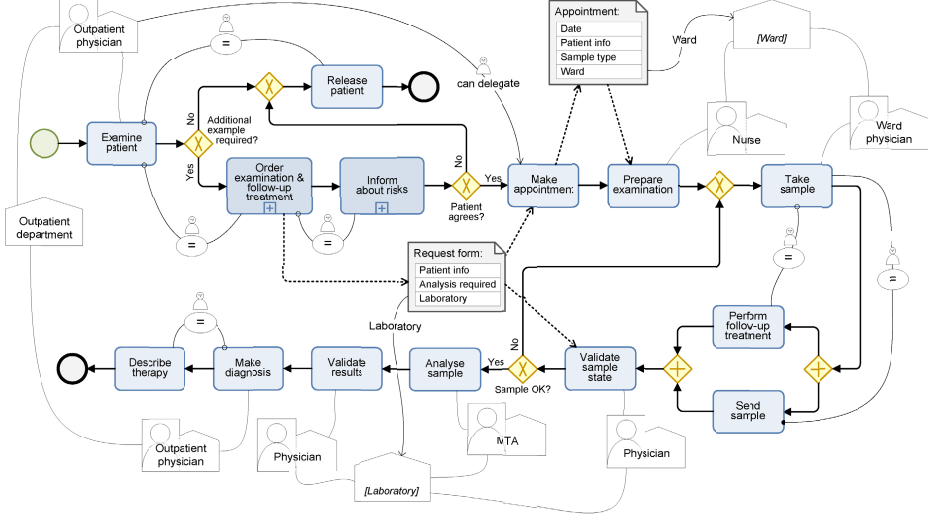 Outpatient
physician
=
Release
patient
No
Additional
example
required?
Examine
patient
Yes
Order
examination &
follow-up
treatment
Inform
about risks
=
=
No
Yes
Patient
agrees?
can delegate
Make
appointment
Appointment:
Date
Patient info
Sample type
Ward
Ward
[Ward]
Nurse
Ward
physician
Prepare
examination
Take
sample
Outpatient
department
Request form:
Patient info
Analysis required
Laboratory
Laboratory
=
=
Perform
follow-up
treatment
Send
sample
Validate
sample
state
No
Yes
Sample OK?
Analyse
sample
Validate
results
=
Make
diagnosis
Describe
therapy
Outpatient
physician
Physician
MTA
Physician
[Laboratory]